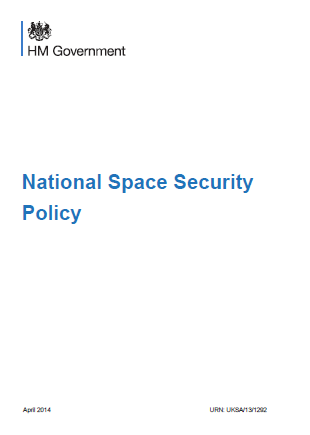 HM Government
National Space Security
Policy
April 2014
URN: UKSA/13/1292